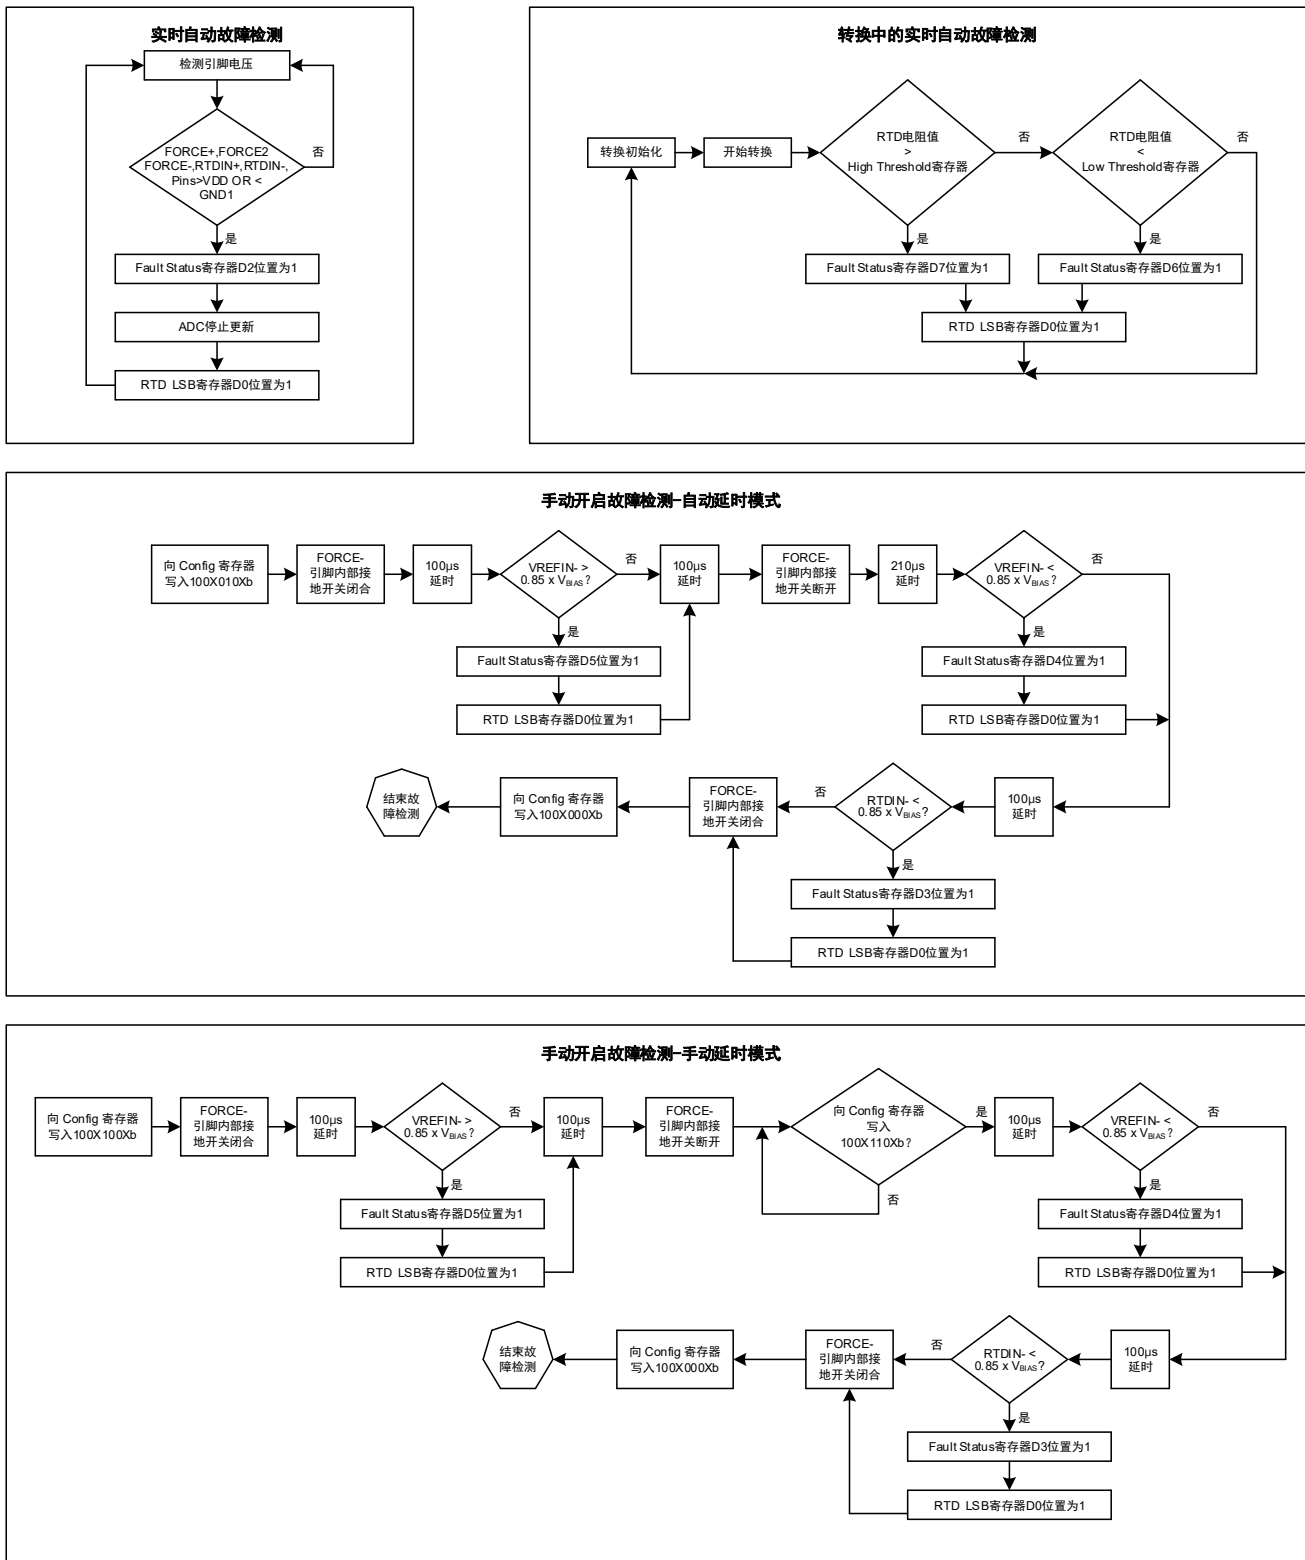 实时自动故障检测
检测引脚电压
FORCE+,FORCE2
FORCE-,RTDIN+,RTDIN-,
Pins>VDD OR <
GND1
否
是
Fault Status寄存器D2位置为1
ADC停止更新
RTD LSB寄存器D0位置为1
转换中的实时自动故障检测
转换初始化
开始转换
RTD电阻值
>
High Threshold寄存器
否
RTD电阻值
<
Low Threshold寄存器
否
是
是
Fault Status寄存器D7位置为1
Fault Status寄存器D6位置为1
RTD LSB寄存器D0位置为1
手动开启故障检测-自动延时模式
向 Config 寄存器
写入100X010Xb
FORCE-
引脚内部接
地开关闭合
100μs
延时
VREFIN- >
0.85 x VBIAS?
否
100μs
延时
FORCE-
引脚内部接
地开关断开
210μs
延时
VREFIN- <
0.85 x VBIAS?
否
是
Fault Status寄存器D5位置为1
RTD LSB寄存器D0位置为1
是
Fault Status寄存器D4位置为1
RTD LSB寄存器D0位置为1
结束故
障检测
向 Config 寄存器
写入100X000Xb
FORCE-
引脚内部接
地开关闭合
否
RTDIN- <
0.85 x VBIAS?
100μs
延时
是
Fault Status寄存器D3位置为1
RTD LSB寄存器D0位置为1
手动开启故障检测-手动延时模式
向 Config 寄存器
写入100X100Xb
FORCE-
引脚内部接
地开关闭合
100μs
延时
VREFIN- >
0.85 x VBIAS?
否
100μs
延时
FORCE-
引脚内部接
地开关断开
向 Config 寄存器
写入
100X110Xb?
是
否
100μs
延时
VREFIN- <
0.85 x VBIAS?
否
是
Fault Status寄存器D5位置为1
RTD LSB寄存器D0位置为1
是
Fault Status寄存器D4位置为1
RTD LSB寄存器D0位置为1
结束故
障检测
向 Config 寄存器
写入100X000Xb
FORCE-
引脚内部接
地开关闭合
否
RTDIN- <
0.85 x VBIAS?
100μs
延时
是
Fault Status寄存器D3位置为1
RTD LSB寄存器D0位置为1